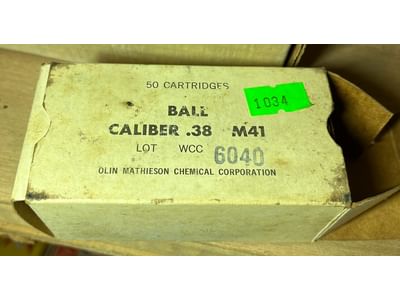 50 CARTRIDGES
1034
BALL
CALIBER .38 M41
LOT WCC 6040
OLIN MATHIESON CHEMICAL CORPORATION